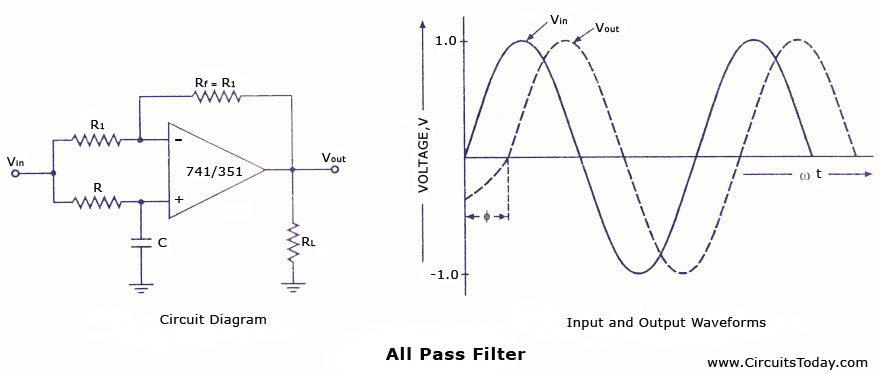 Rf = R1
R1
Vin
R
-
741/351
+
C
Vout
RL
Circuit Diagram
VOLTAGE,V
1.0
-1.0
Vin
Vout
ϕ
ω t
Input and Output Waveforms
All Pass Filter
www.CircuitsToday.com